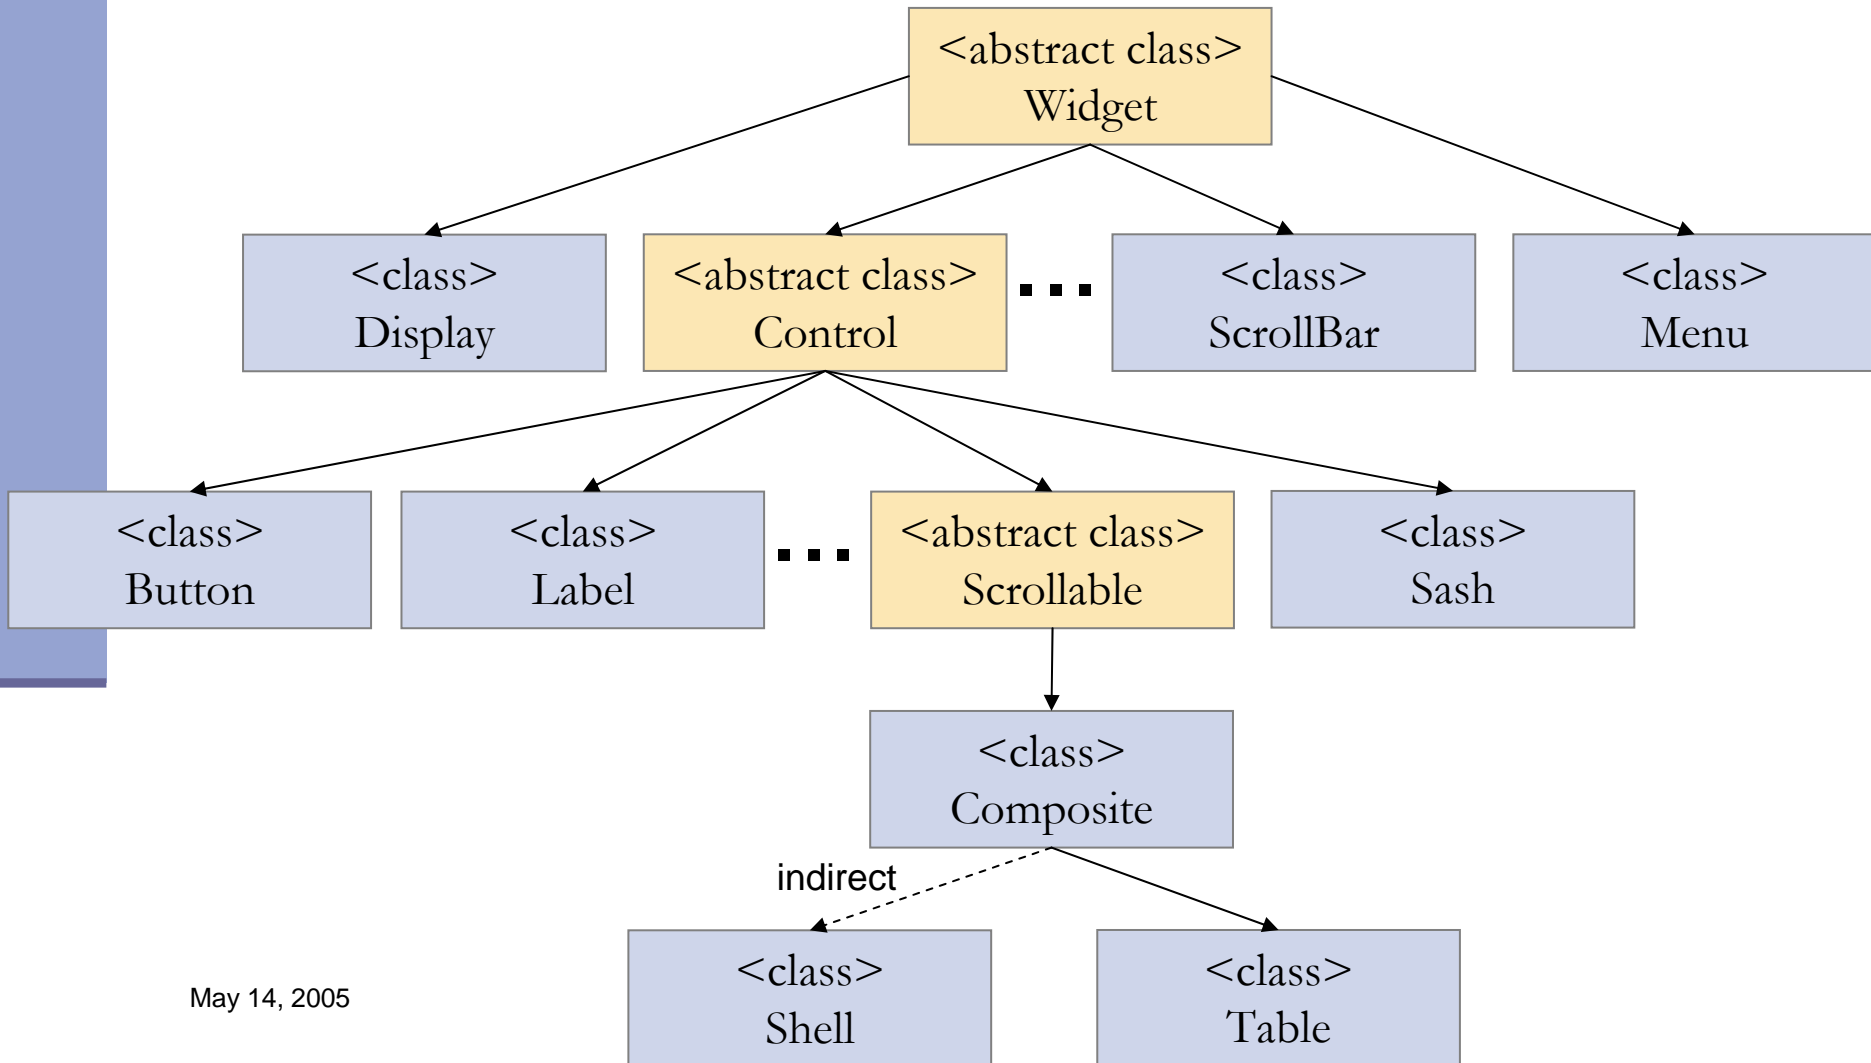 <abstract class>
Widget
<class>
Display
<abstract class>
Control
...
<class>
ScrollBar
<class>
Menu
<class>
Button
<class>
Label
...
<abstract class>
Scrollable
<class>
Sash
<class>
Composite
indirect
<class>
Shell
<class>
Table
May 14, 2005